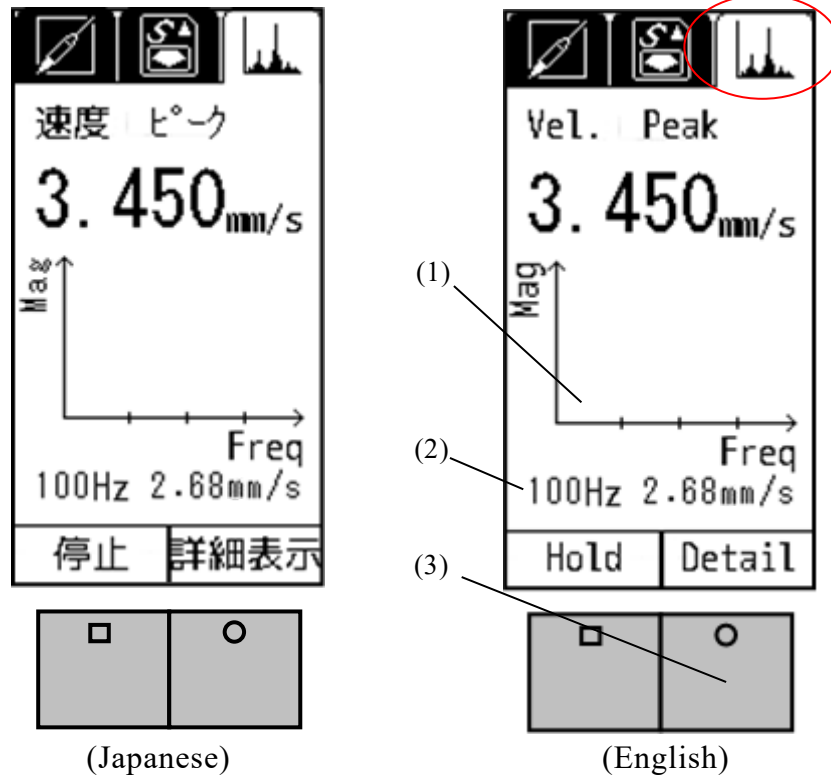 速度 ピーク
3.450mm/s
Mag
Freq
100Hz 2.68mm/s
停止 詳細表示
(Japanese)
S
Vel. Peak
3.450mm/s
(1)
Mag
Freq
(2)
100Hz 2.68mm/s
(3)
Hold Detail
(English)
S